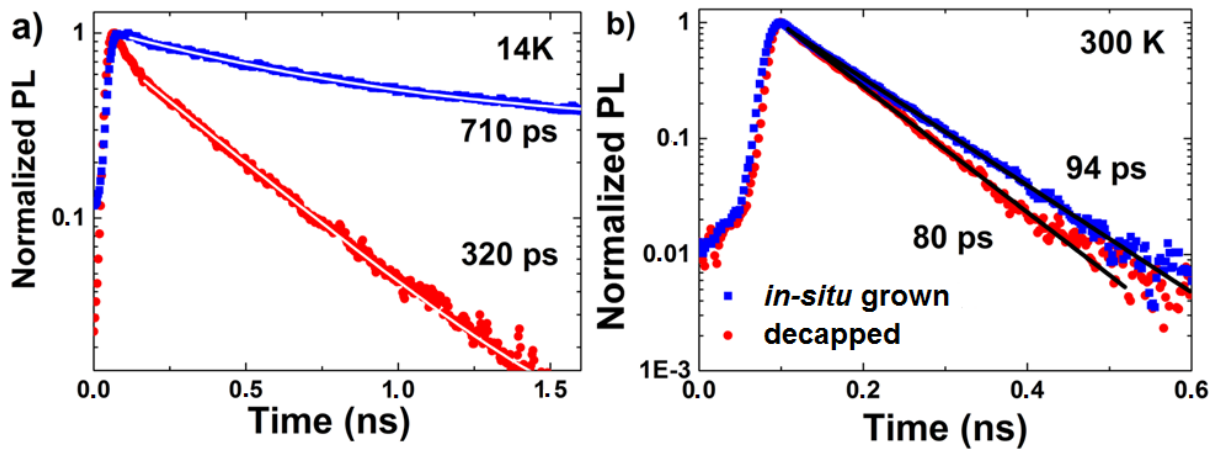 a)
Normalized PL
1
0.1
14K
710 ps
320 ps
0.0 0.5 1.0 1.5
Time (ns)
b)
Normalized PL
1
0.1
0.01
1E-3
300 K
94 ps
80 ps
in-situ grown
decapped
0.0 0.2 0.4 0.6
Time (ns)